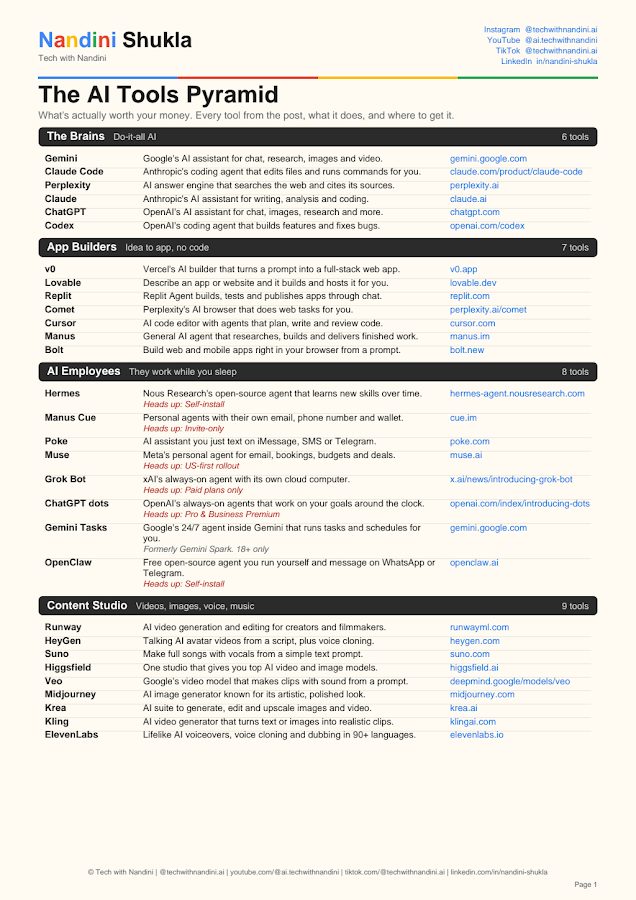 Nandini Shukla
Tech with Nandini
Instagram @techwithnandini.ai
YouTube @ai.techwithnandini
TikTok @techwithnandini.ai
LinkedIn in/nandini-shukla
The AI Tools Pyramid
What's actually worth your money. Every tool from the post, what it does, and where to get it.
The Brains Do-it-all AI 6 tools
Gemini Google's AI assistant for chat, research, images and video. gemini.google.com
Claude Code Anthropic's coding agent that edits files and runs commands for you. claude.com/product/claude-code
Perplexity AI answer engine that searches the web and cites its sources. perplexity.ai
Claude Anthropic's AI assistant for writing, analysis and coding. claude.ai
ChatGPT OpenAI's AI assistant for chat, images, research and more. chatgpt.com
Codex OpenAI's coding agent that builds features and fixes bugs. openai.com/codex
App Builders Idea to app, no code 7 tools
v0 Vercel's AI builder that turns a prompt into a full-stack web app. v0.app
Lovable Describe an app or website and it builds and hosts it for you. lovable.dev
Replit Replit Agent builds, tests and publishes apps through chat. replit.com
Comet Perplexity's AI browser that does web tasks for you. perplexity.ai/comet
Cursor AI code editor with agents that plan, write and review code. cursor.com
Manus General AI agent that researches, builds and delivers finished work. manus.im
Bolt Build web and mobile apps right in your browser from a prompt. bolt.new
AI Employees They work while you sleep 8 tools
Hermes Nous Research's open-source agent that learns new skills over time. hermes-agent.nousresearch.com
Heads up: Self-install
Manus Cue Personal agents with their own email, phone number and wallet. cue.im
Heads up: Invite-only
Poke AI assistant you just text on iMessage, SMS or Telegram. poke.com
Muse Meta's personal agent for email, bookings, budgets and deals. muse.ai
Heads up: US-first rollout
Grok Bot xAI's always-on agent with its own cloud computer. x.ai/news/introducing-grok-bot
Heads up: Paid plans only
ChatGPT dots OpenAI's always-on agents that work on your goals around the clock. openai.com/index/introducing-dots
Heads up: Pro & Business Premium
Gemini Tasks Google's 24/7 agent inside Gemini that runs tasks and schedules for gemini.google.com
you.
Formerly Gemini Spark. 18+ only
OpenClaw Free open-source agent you run yourself and message on WhatsApp or openclaw.ai
Telegram.
Heads up: Self-install
Content Studio Videos, images, voice, music 9 tools
Runway AI video generation and editing for creators and filmmakers. runwayml.com
HeyGen Talking AI avatar videos from a script, plus voice cloning. heygen.com
Suno Make full songs with vocals from a simple text prompt. suno.com
Higgsfield One studio that gives you top AI video and image models. higgsfield.ai
Veo Google's video model that makes clips with sound from a prompt. deepmind.google/models/veo
Midjourney AI image generator known for its artistic, polished look. midjourney.com
Krea AI suite to generate, edit and upscale images and video. krea.ai
Kling AI video generator that turns text or images into realistic clips. klingai.com
ElevenLabs Lifelike AI voiceovers, voice cloning and dubbing in 90+ languages. elevenlabs.io
© Tech with Nandini | @techwithnandini.ai | youtube.com/@ai.techwithnandini | tiktok.com/@techwithnandini.ai | linkedin.com/in/nandini-shukla
Page 1